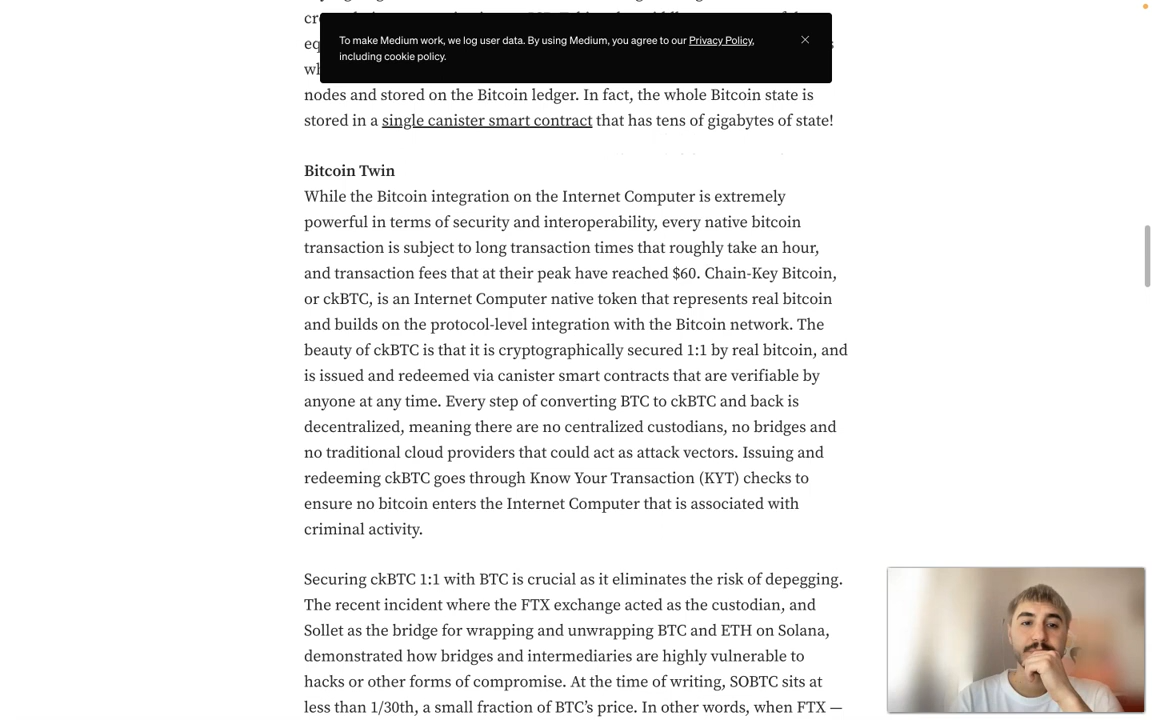 To make Medium work, we log user data. By using Medium, you agree to our Privacy Policy,
including cookie policy.
nodes and stored on the Bitcoin ledger. In fact, the whole Bitcoin state is
stored in a single canister smart contract that has tens of gigabytes of state!
Bitcoin Twin
While the Bitcoin integration on the Internet Computer is extremely
powerful in terms of security and interoperability, every native bitcoin
transaction is subject to long transaction times that roughly take an hour,
and transaction fees that at their peak have reached $60. Chain-Key Bitcoin,
or ckBTC, is an Internet Computer native token that represents real bitcoin
and builds on the protocol-level integration with the Bitcoin network. The
beauty of ckBTC is that it is cryptographically secured 1:1 by real bitcoin, and
is issued and redeemed via canister smart contracts that are verifiable by
anyone at any time. Every step of converting BTC to ckBTC and back is
decentralized, meaning there are no centralized custodians, no bridges and
no traditional cloud providers that could act as attack vectors. Issuing and
redeeming ckBTC goes through Know Your Transaction (KYT) checks to
ensure no bitcoin enters the Internet Computer that is associated with
criminal activity.
Securing ckBTC 1:1 with BTC is crucial as it eliminates the risk of depegging.
The recent incident where the FTX exchange acted as the custodian, and
Sollet as the bridge for wrapping and unwrapping BTC and ETH on Solana,
demonstrated how bridges and intermediaries are highly vulnerable to
hacks or other forms of compromise. At the time of writing, SOBTC sits at
less than 1/30th, a small fraction of BTC's price. In other words, when FTX —